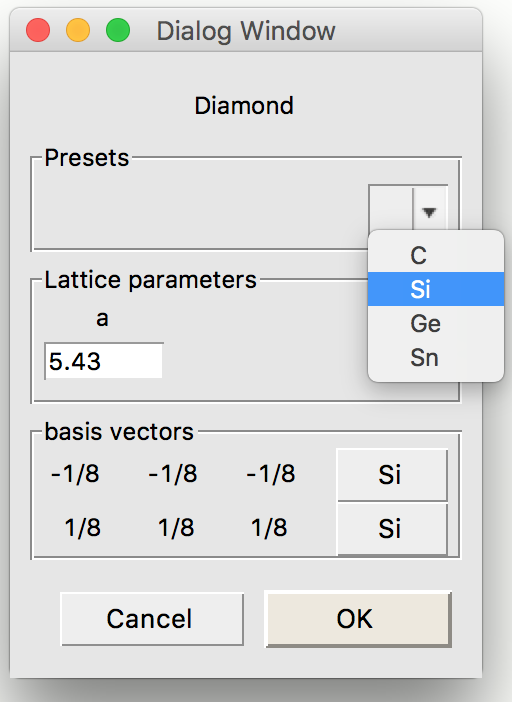 Dialog Window
Diamond
Presets
C
Si
Ge
Sn
Lattice parameters
a
5.43
basis vectors
-1/8 -1/8 -1/8 Si
1/8 1/8 1/8 Si
Cancel OK